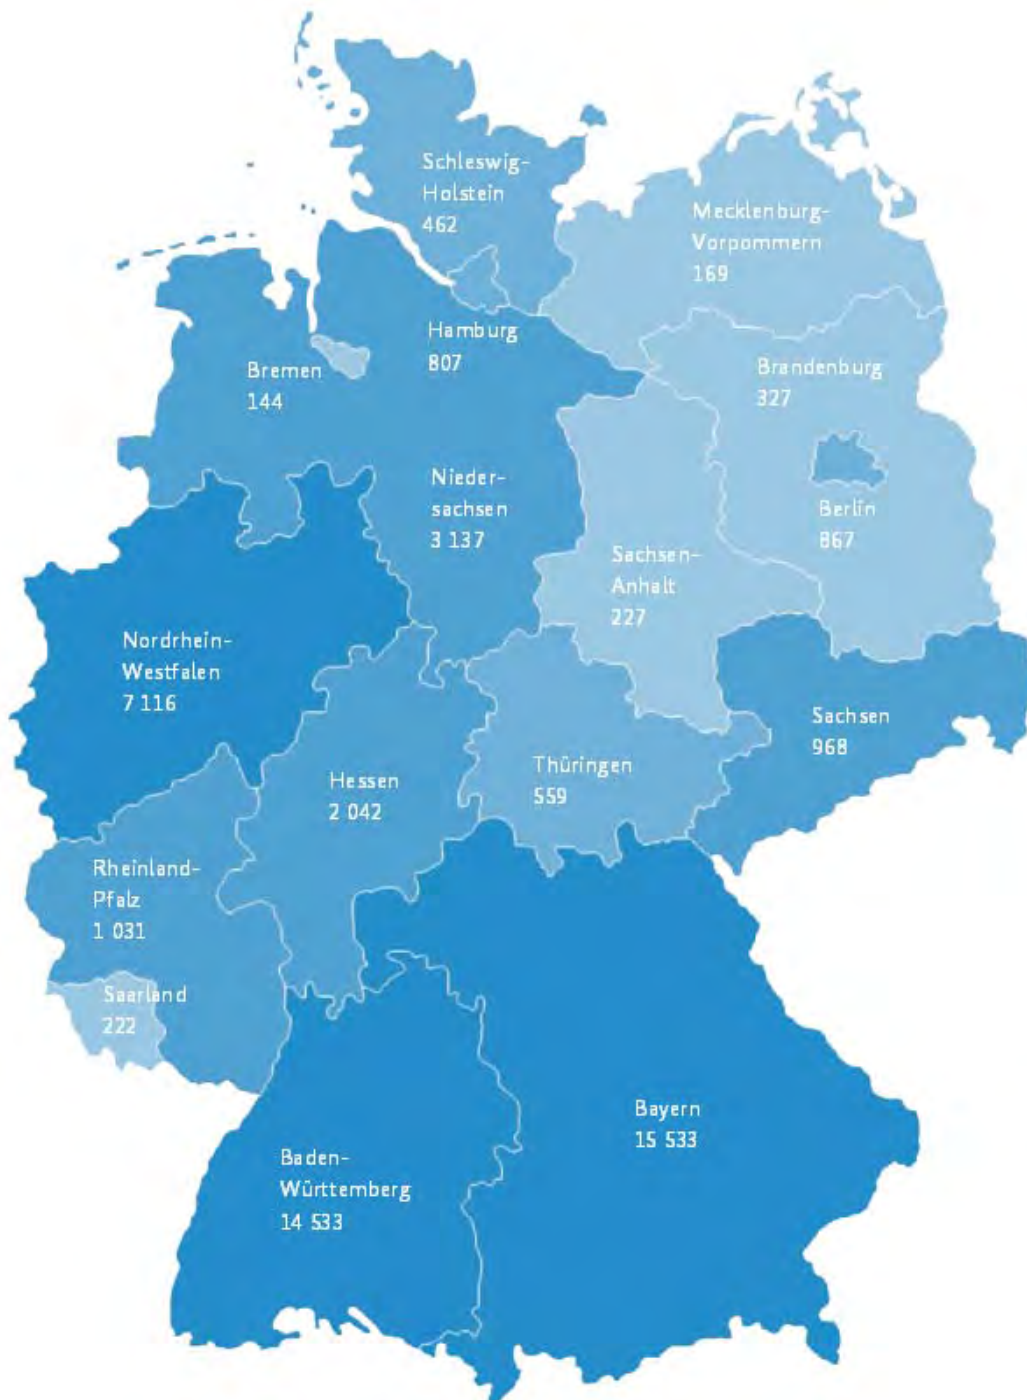 Schleswig-
Holstein
462
Mecklenburg-
Vorpommern
169
Hamburg
807
Bremen
144
Brandenburg
327
Nieder-
sachsen
3 137
Berlin
867
Sachsen-
Anhalt
227
Nordrhein-
Westfalen
7 116
Sachsen
968
Thüringen
559
Hessen
2 042
Rheinland-
Pfalz
1 031
Saarland
222
Bayern
15 533
Baden-
Württemberg
14 533